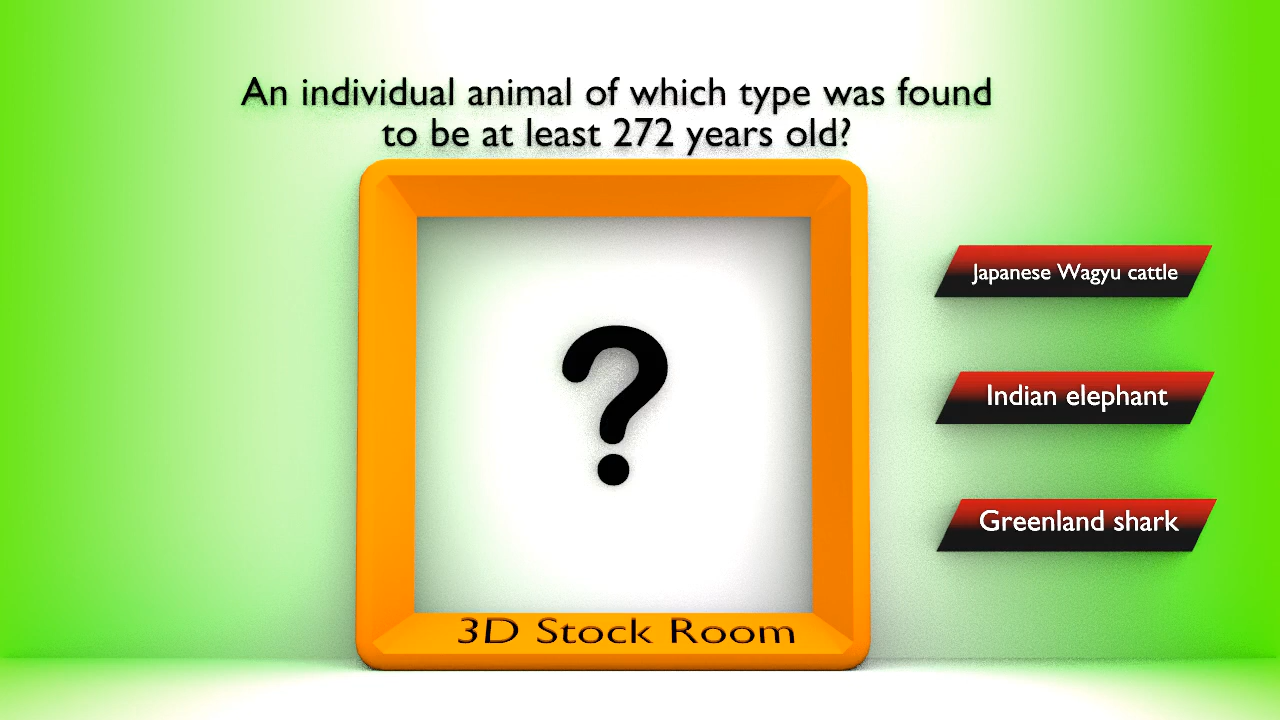 An individual animal of which type was found
to be at least 272 years old?
?
Japanese Wagyu cattle
Indian elephant
Greenland shark
3D Stock Room